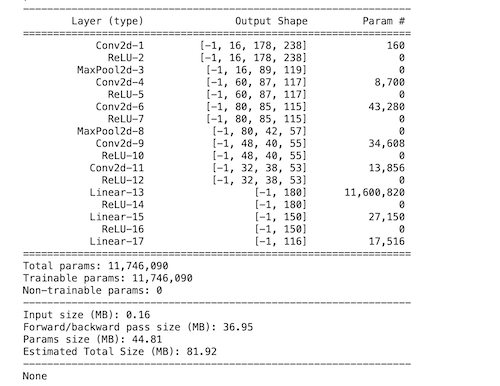 ----------------------------------------------------------------
Layer (type) Output Shape Param #
================================================================
Conv2d-1 [-1, 16, 178, 238] 160
ReLU-2 [-1, 16, 178, 238] 0
MaxPool2d-3 [-1, 16, 89, 119] 0
Conv2d-4 [-1, 60, 87, 117] 8,700
ReLU-5 [-1, 60, 87, 117] 0
Conv2d-6 [-1, 80, 85, 115] 43,280
ReLU-7 [-1, 80, 85, 115] 0
MaxPool2d-8 [-1, 80, 42, 57] 0
Conv2d-9 [-1, 48, 40, 55] 34,608
ReLU-10 [-1, 48, 40, 55] 0
Conv2d-11 [-1, 32, 38, 53] 13,856
ReLU-12 [-1, 32, 38, 53] 0
Linear-13 [-1, 180] 11,600,820
ReLU-14 [-1, 180] 0
Linear-15 [-1, 150] 27,150
ReLU-16 [-1, 150] 0
Linear-17 [-1, 116] 17,516
================================================================
Total params: 11,746,090
Trainable params: 11,746,090
Non-trainable params: 0
----------------------------------------------------------------
Input size (MB): 0.16
Forward/backward pass size (MB): 36.95
Params size (MB): 44.81
Estimated Total Size (MB): 81.92
----------------------------------------------------------------
None